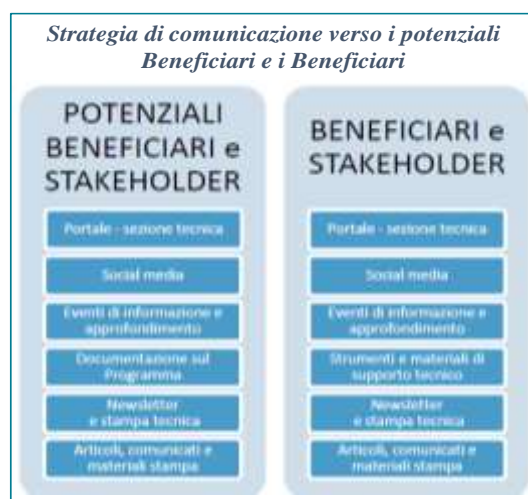 Strategia di comunicazione verso i potenziali
Beneficiari e i Beneficiari
POTENZIALI
BENEFICIARI e
STAKEHOLDER
Portale - sezione tecnica
Social media
Eventi di informazione e
approfondimento
Documentazione sul
Programma
Newsletter
e stampa tecnica
Articoli, comunicati e
materiali stampa
BENEFICIARI e
STAKEHOLDER
Portale - sezione tecnica
Social media
Eventi di informazione e
approfondimento
Strumenti e materiali di
supporto tecnico
Newsletter
e stampa tecnica
Articoli, comunicati e
materiali stampa